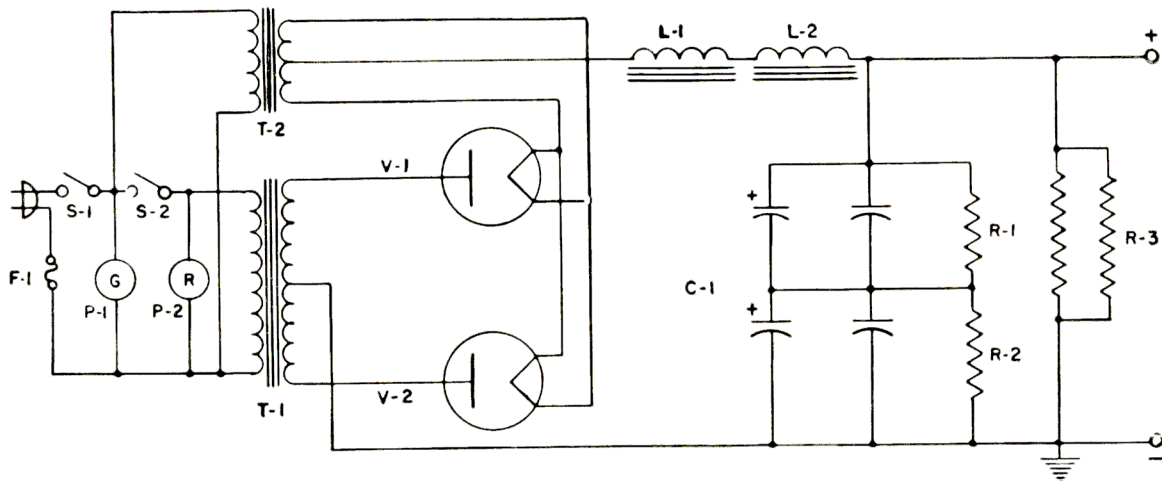 L-1
L-2
+
T-2
V-1
S-1
S-2
F-1
G
R
P-1
P-2
+
R-1
R-3
C-1
+
R-2
V-2
T-1
−